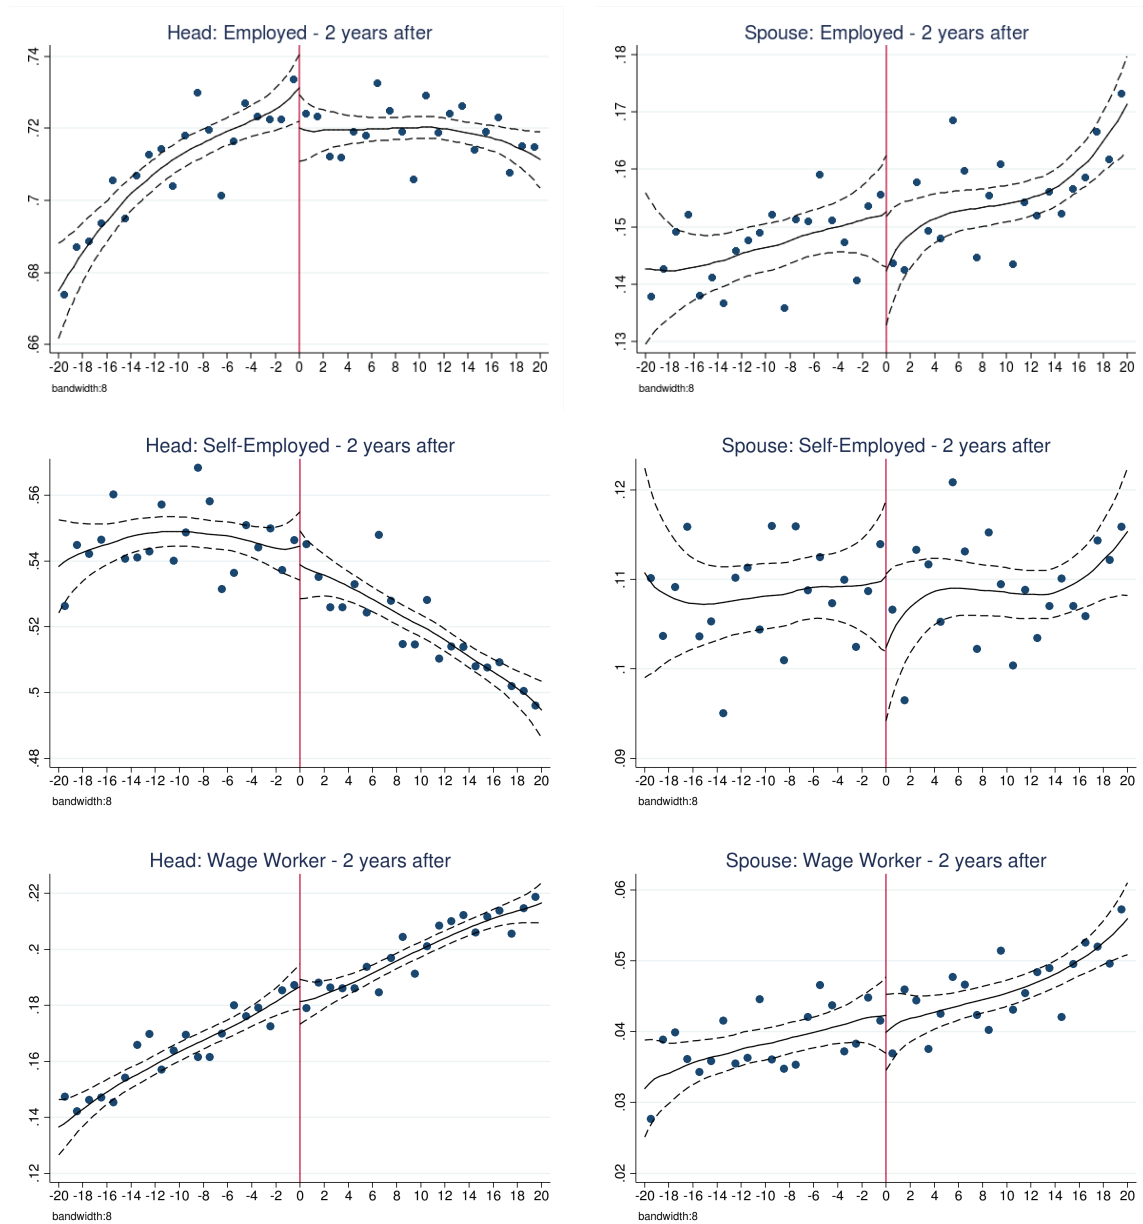 Head: Employed - 2 years after
.74
.72
.7
.68
.66
-20 -18 -16 -14 -12 -10 -8 -6 -4 -2 0 2 4 6 8 10 12 14 16 18 20
bandwidth:8
Spouse: Employed - 2 years after
.18
.17
.16
.15
.14
.13
-20 -18 -16 -14 -12 -10 -8 -6 -4 -2 0 2 4 6 8 10 12 14 16 18 20
bandwidth:8
Head: Self-Employed - 2 years after
.56
.54
.52
.5
.48
-20 -18 -16 -14 -12 -10 -8 -6 -4 -2 0 2 4 6 8 10 12 14 16 18 20
bandwidth:8
Spouse: Self-Employed - 2 years after
.12
.11
.1
.09
-20 -18 -16 -14 -12 -10 -8 -6 -4 -2 0 2 4 6 8 10 12 14 16 18 20
bandwidth:8
Head: Wage Worker - 2 years after
.22
.2
.18
.16
.14
.12
-20 -18 -16 -14 -12 -10 -8 -6 -4 -2 0 2 4 6 8 10 12 14 16 18 20
bandwidth:8
Spouse: Wage Worker - 2 years after
.06
.05
.04
.03
.02
-20 -18 -16 -14 -12 -10 -8 -6 -4 -2 0 2 4 6 8 10 12 14 16 18 20
bandwidth:8